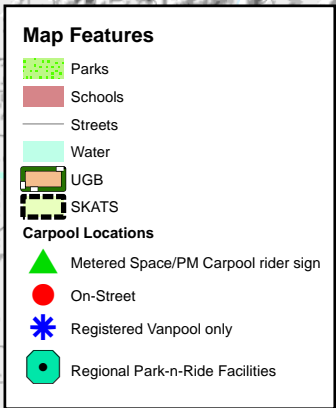 Map Features
Parks
Schools
Streets
Water
UGB
SKATS
Carpool Locations
Metered Space/PM Carpool rider sign
On-Street
Registered Vanpool only
Regional Park-n-Ride Facilities